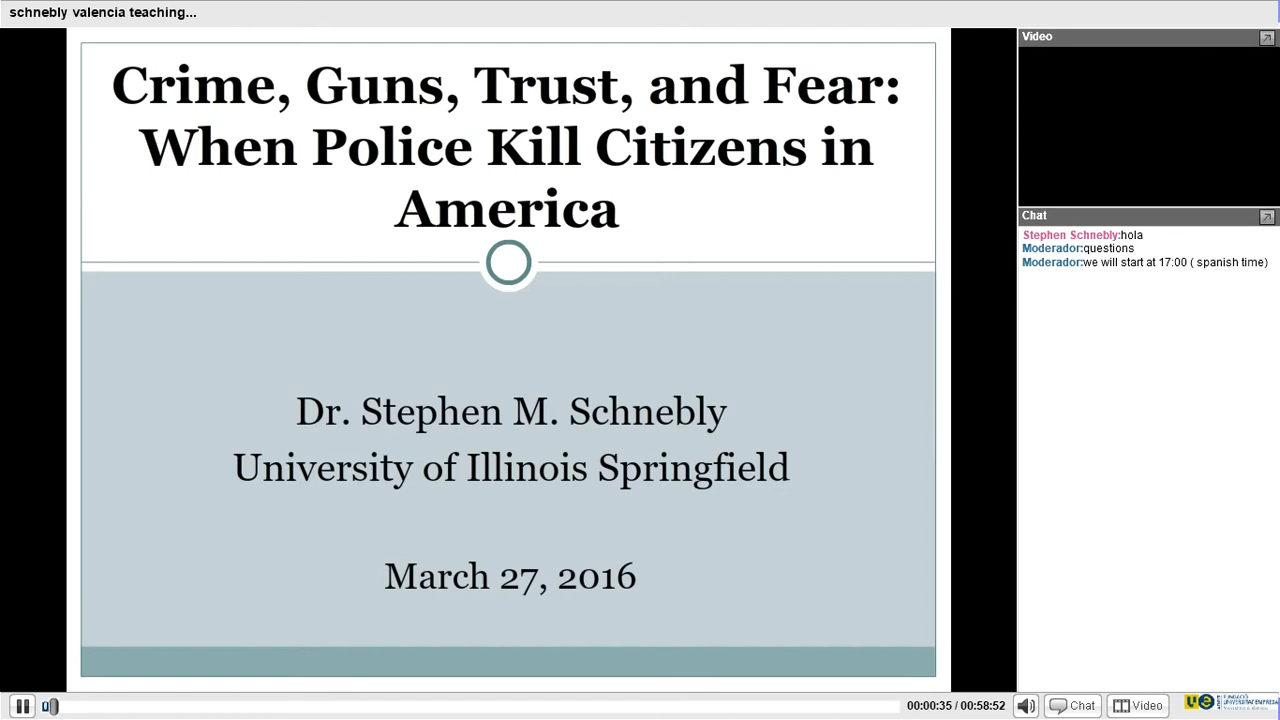 schnebly valencia teaching...
Crime, Guns, Trust, and Fear:
When Police Kill Citizens in
America
Dr. Stephen M. Schnebly
University of Illinois Springfield
March 27, 2016
Video
Chat
Stephen Schnebly:hola
Moderador:questions
Moderador:we will start at 17:00 ( spanish time)
00:00:35 / 00:58:52
Chat
Video